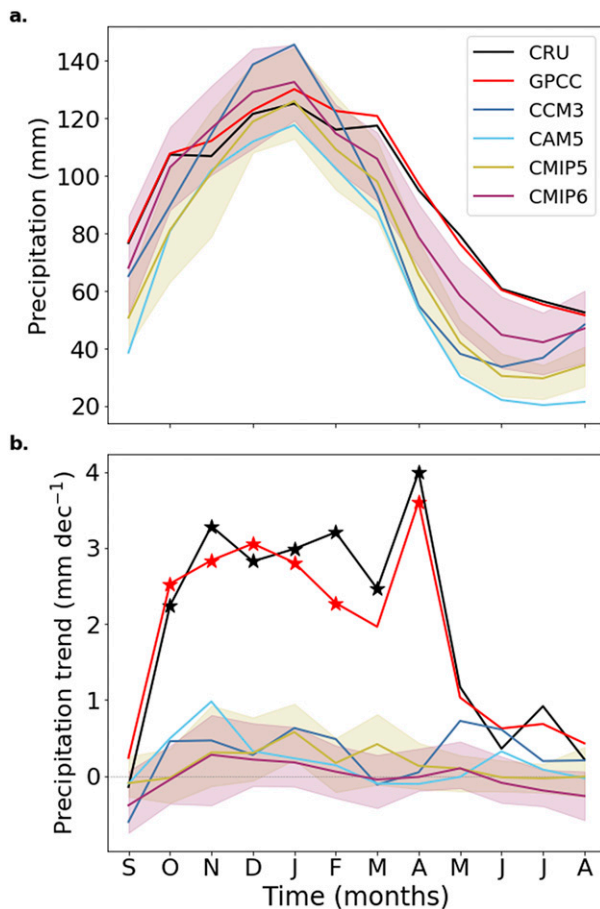 a.
Precipitation (mm)
140
120
100
80
60
40
20
CRU
GPCC
CCM3
CAM5
CMIP5
CMIP6
b.
Precipitation trend (mm dec⁻¹)
4
3
2
1
0
S O N D J F M A M J J A
Time (months)